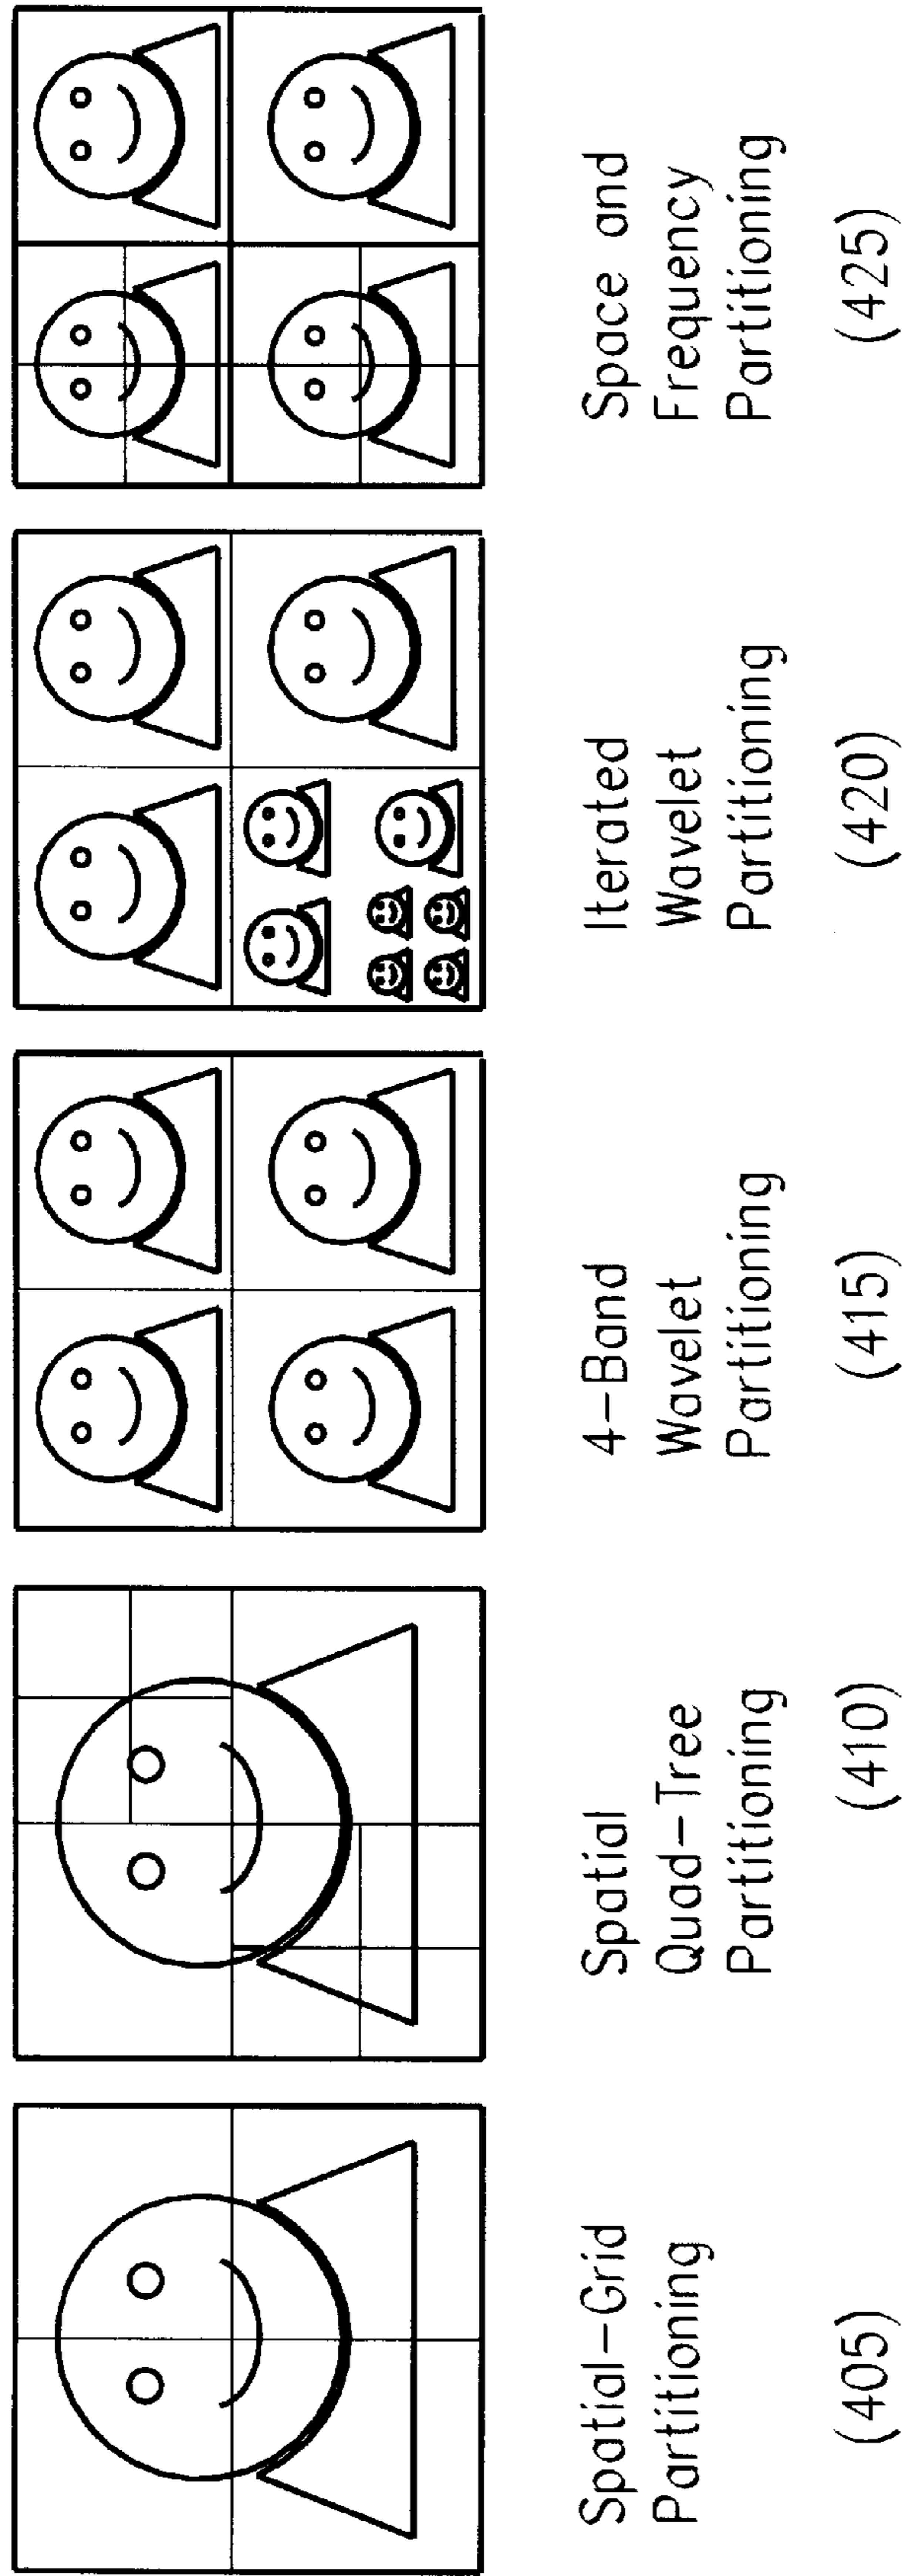 Spatial-Grid
Partitioning
(405)
Spatial
Quad-Tree
Partitioning
(410)
4-Band
Wavelet
Partitioning
(415)
Iterated
Wavelet
Partitioning
(420)
Space and
Frequency
Partitioning
(425)